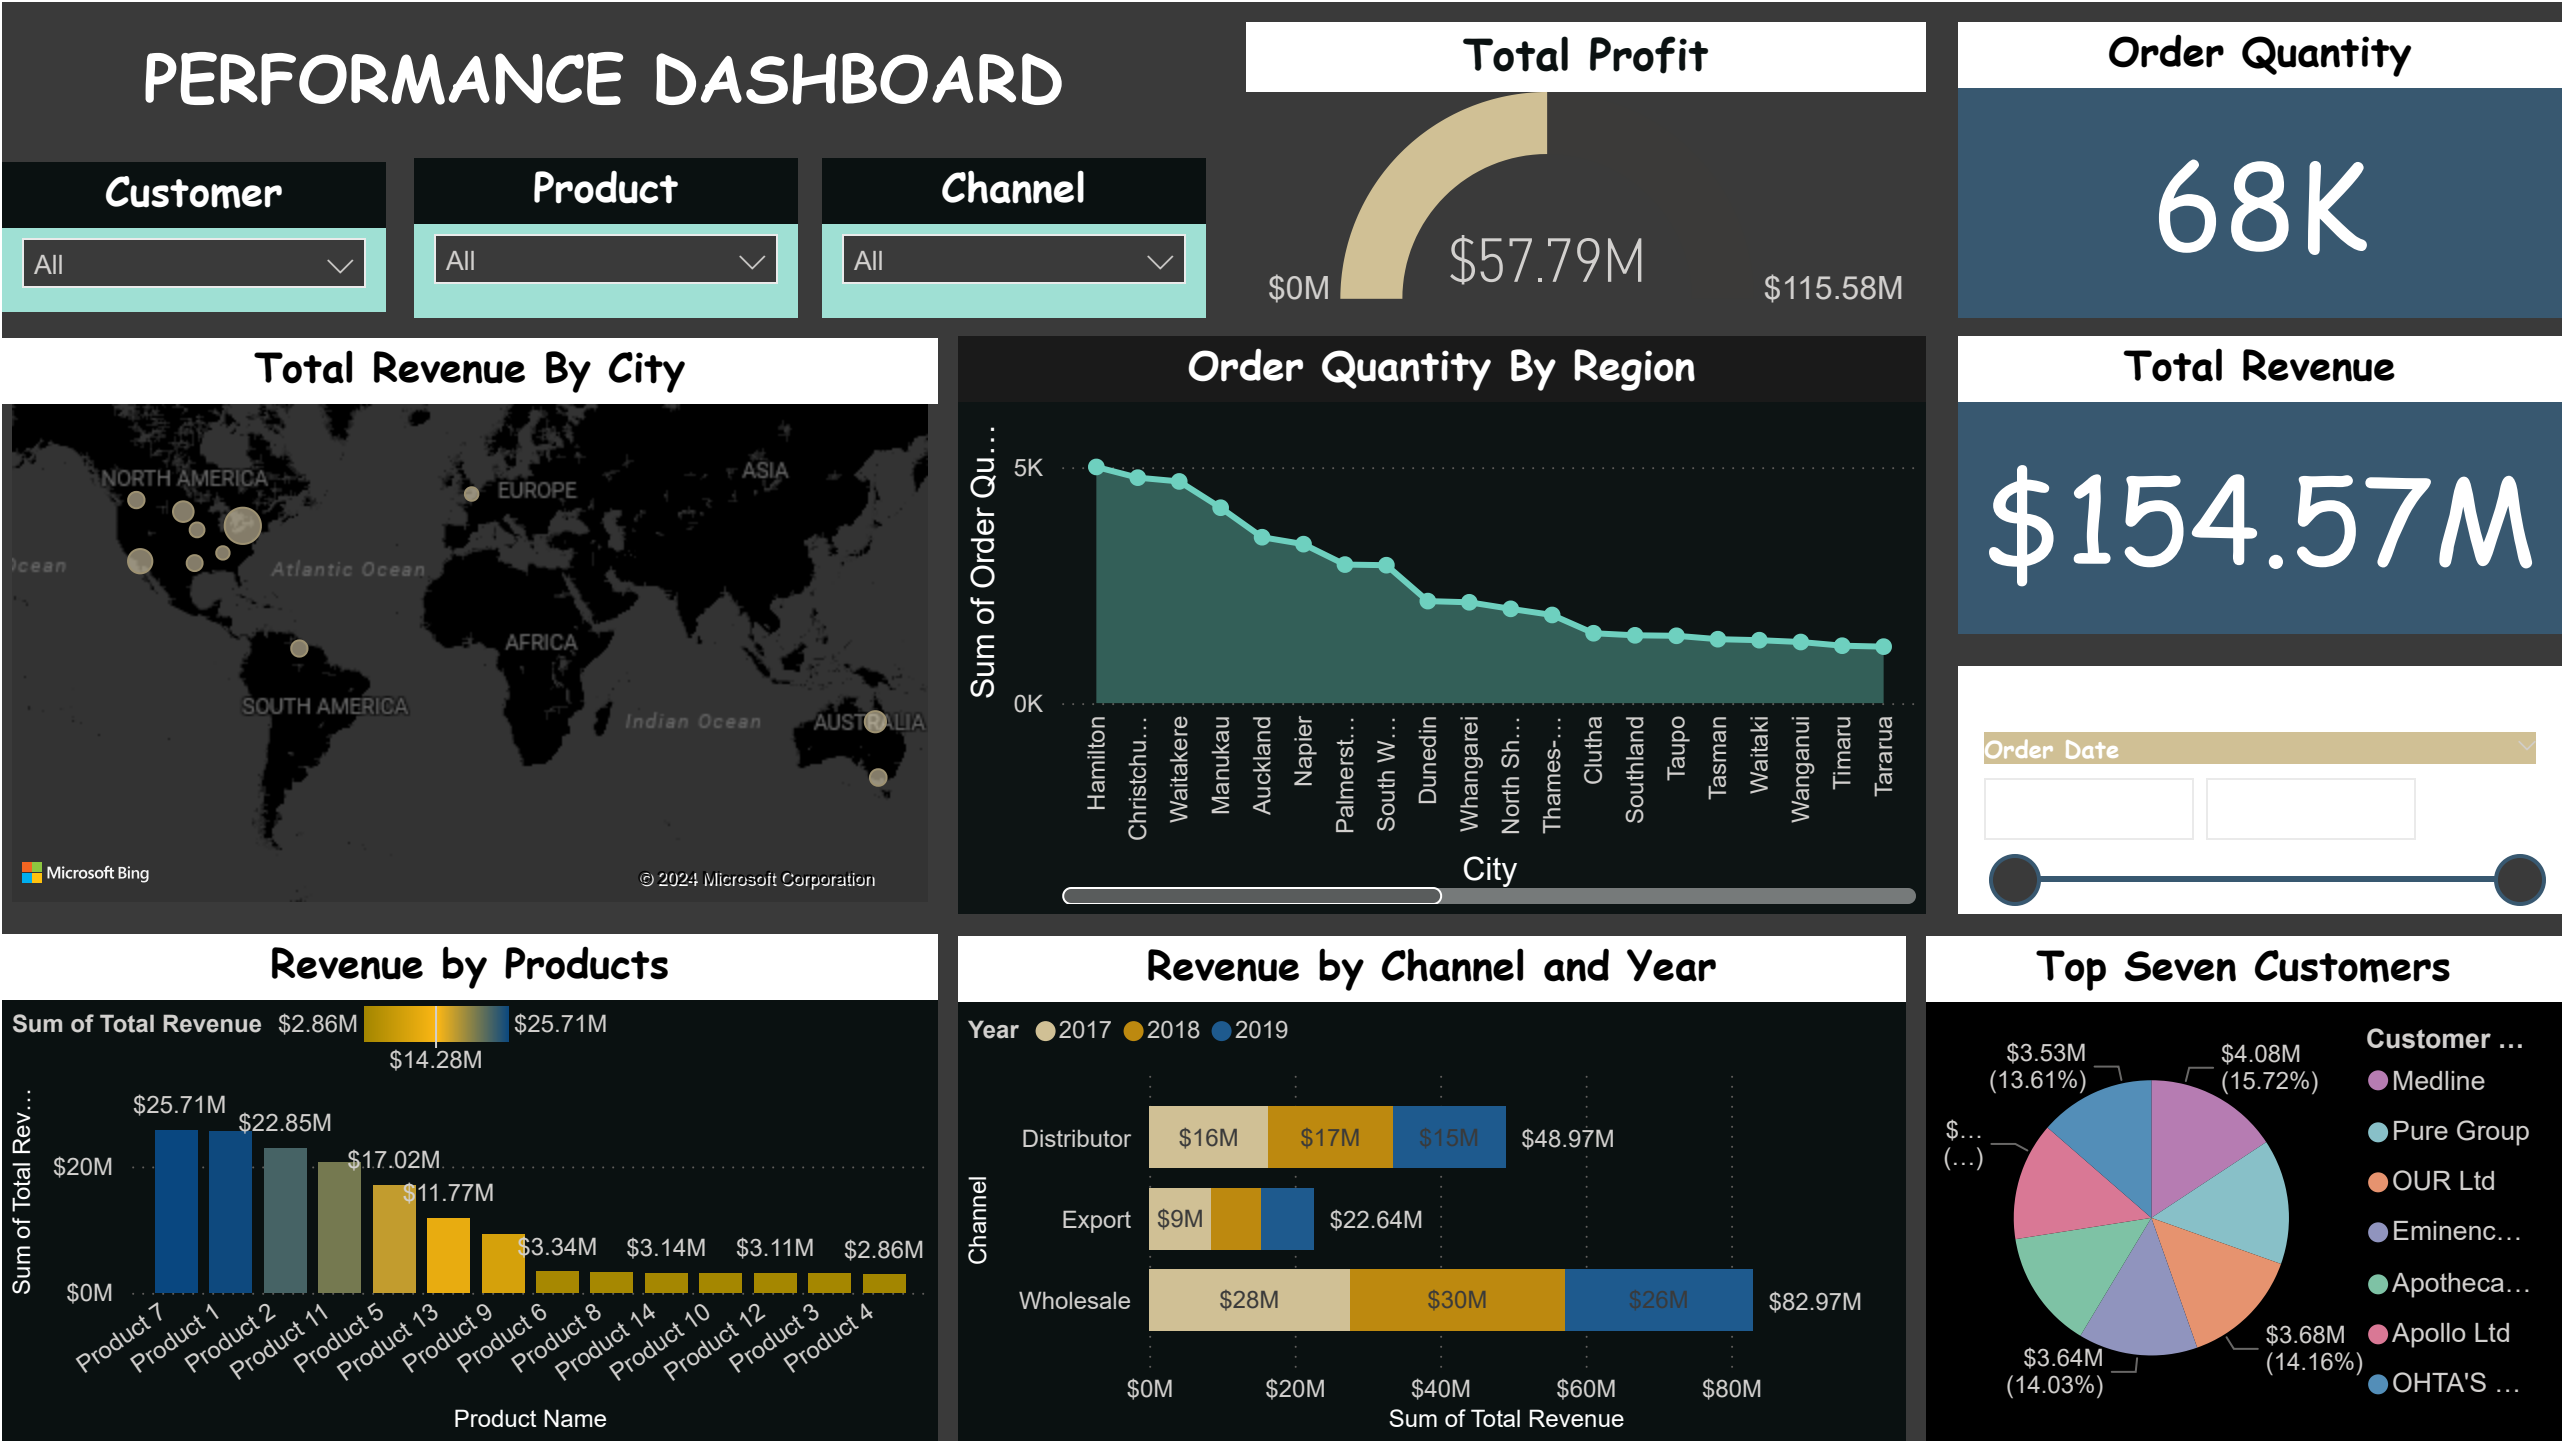 PERFORMANCE DASHBOARD
Customer
All
Product
All
Channel
All
Total Profit
$57.79M
$0M
$115.58M
Order Quantity
68K
Total Revenue By City
NORTH AMERICA
EUROPE
ASIA
Ocean
Atlantic Ocean
AFRICA
SOUTH AMERICA
Indian Ocean
AUSTRALIA
Microsoft Bing
© 2024 Microsoft Corporation
Order Quantity By Region
Sum of Order Qu...
5K
0K
Hamilton
Christchu...
Waitakere
Manukau
Auckland
Napier
Palmerst...
South W...
Dunedin
Whangarei
North Sh...
Thames-...
Clutha
Southland
Taupo
Tasman
Waitaki
Wanganui
Timaru
Tararua
City
Total Revenue
$154.57M
Order Date
Revenue by Products
Sum of Total Revenue $2.86M $25.71M
$14.28M
Sum of Total Rev...
$20M
$0M
$25.71M
$22.85M
$17.02M
$11.77M
$3.34M
$3.14M
$3.11M
$2.86M
Product 7
Product 1
Product 2
Product 11
Product 5
Product 13
Product 9
Product 6
Product 8
Product 14
Product 10
Product 12
Product 3
Product 4
Product Name
Revenue by Channel and Year
Year 2017 2018 2019
Channel
Distributor $16M $17M $15M $48.97M
Export $9M $22.64M
Wholesale $28M $30M $26M $82.97M
$0M $20M $40M $60M $80M
Sum of Total Revenue
Top Seven Customers
$3.53M
(13.61%)
$4.08M
(15.72%)
$...
(...)
$3.64M
(14.03%)
$3.68M
(14.16%)
Customer ...
Medline
Pure Group
OUR Ltd
Eminenc...
Apotheca...
Apollo Ltd
OHTA'S ...